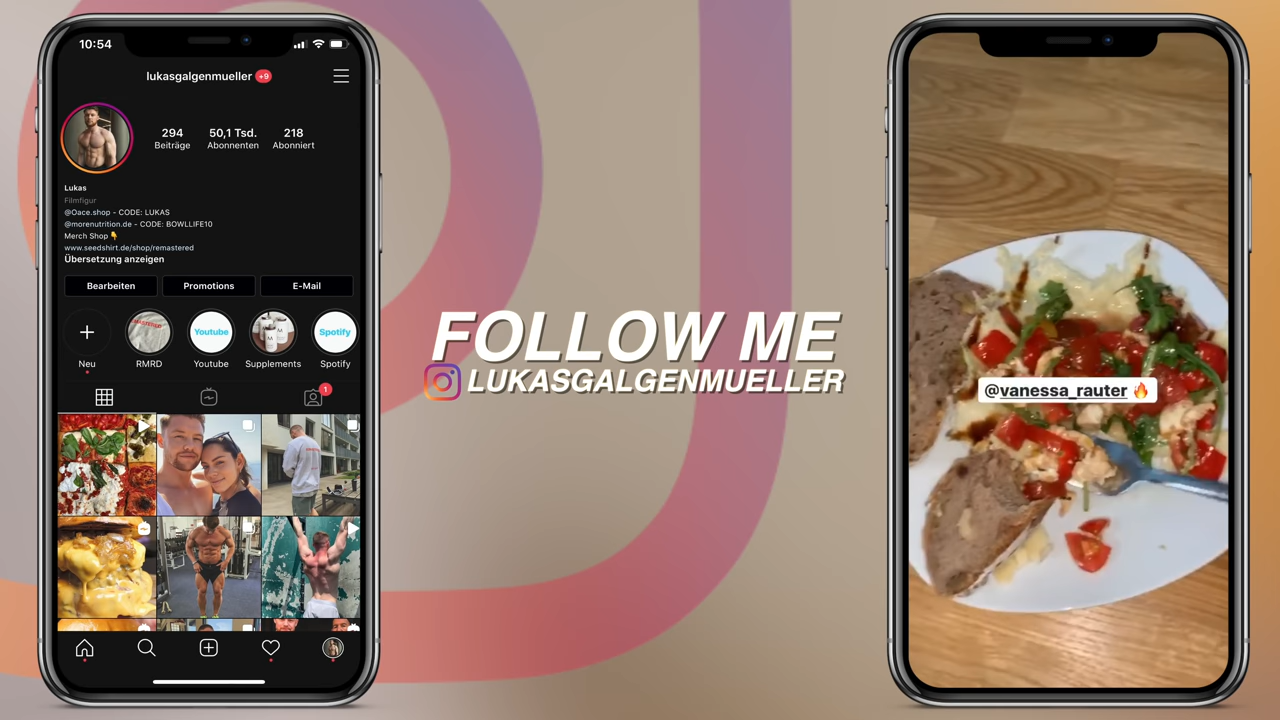 10:54
lukasgalgenmueller +9
294
Beiträge
50,1 Tsd.
Abonnenten
218
Abonniert
Lukas
Filmfigur
@Oace.shop - CODE: LUKAS
@morenutrition.de - CODE: BOWLLIFE10
Merch Shop 👇
www.seedshirt.de/shop/remastered
Übersetzung anzeigen
Bearbeiten
Promotions
E-Mail
Youtube
Spotify
Neu
RMRD
Youtube
Supplements
Spotify
1
FOLLOW ME
LUKASGALGENMUELLER
@vanessa_rauter 🔥